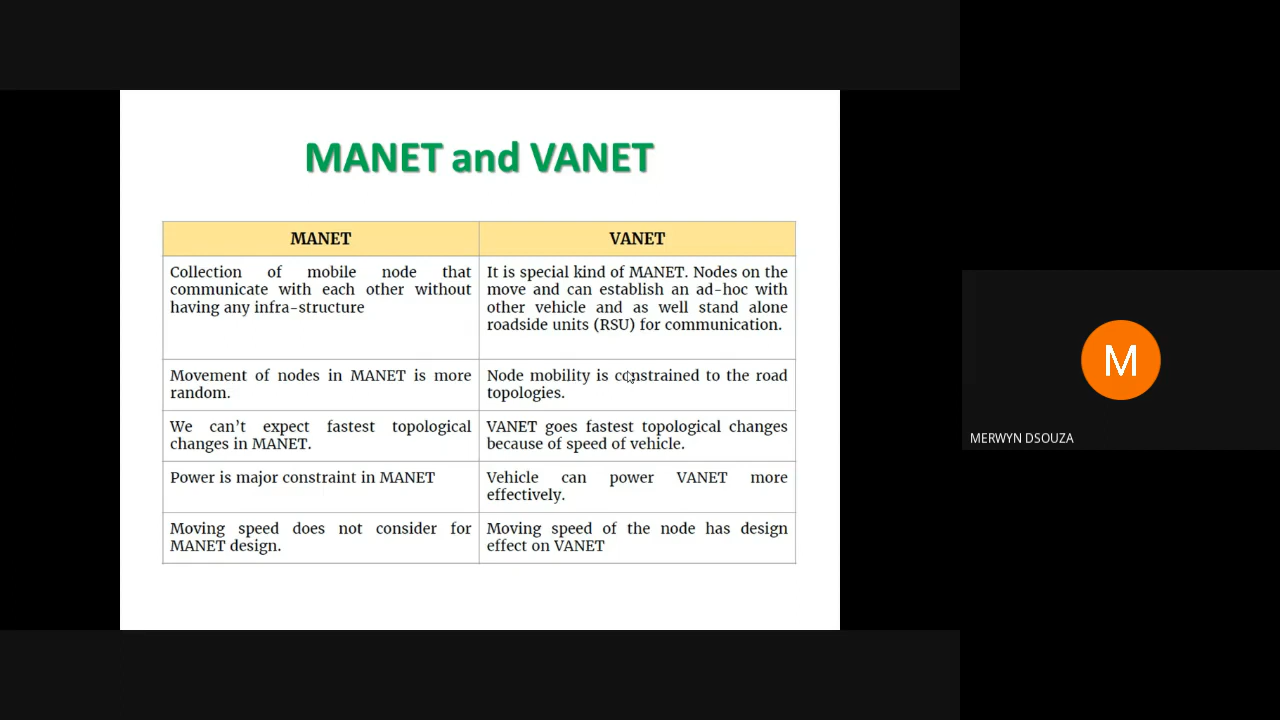 MANET and VANET
MANET
VANET
Collection of mobile node that
communicate with each other without
having any infra-structure
It is special kind of MANET. Nodes on the
move and can establish an ad-hoc with
other vehicle and as well stand alone
roadside units (RSU) for communication.
Movement of nodes in MANET is more
random.
Node mobility is constrained to the road
topologies.
We can't expect fastest topological
changes in MANET.
VANET goes fastest topological changes
because of speed of vehicle.
Power is major constraint in MANET
Vehicle can power VANET more
effectively.
Moving speed does not consider for
MANET design.
Moving speed of the node has design
effect on VANET
M
MERWYN DSOUZA